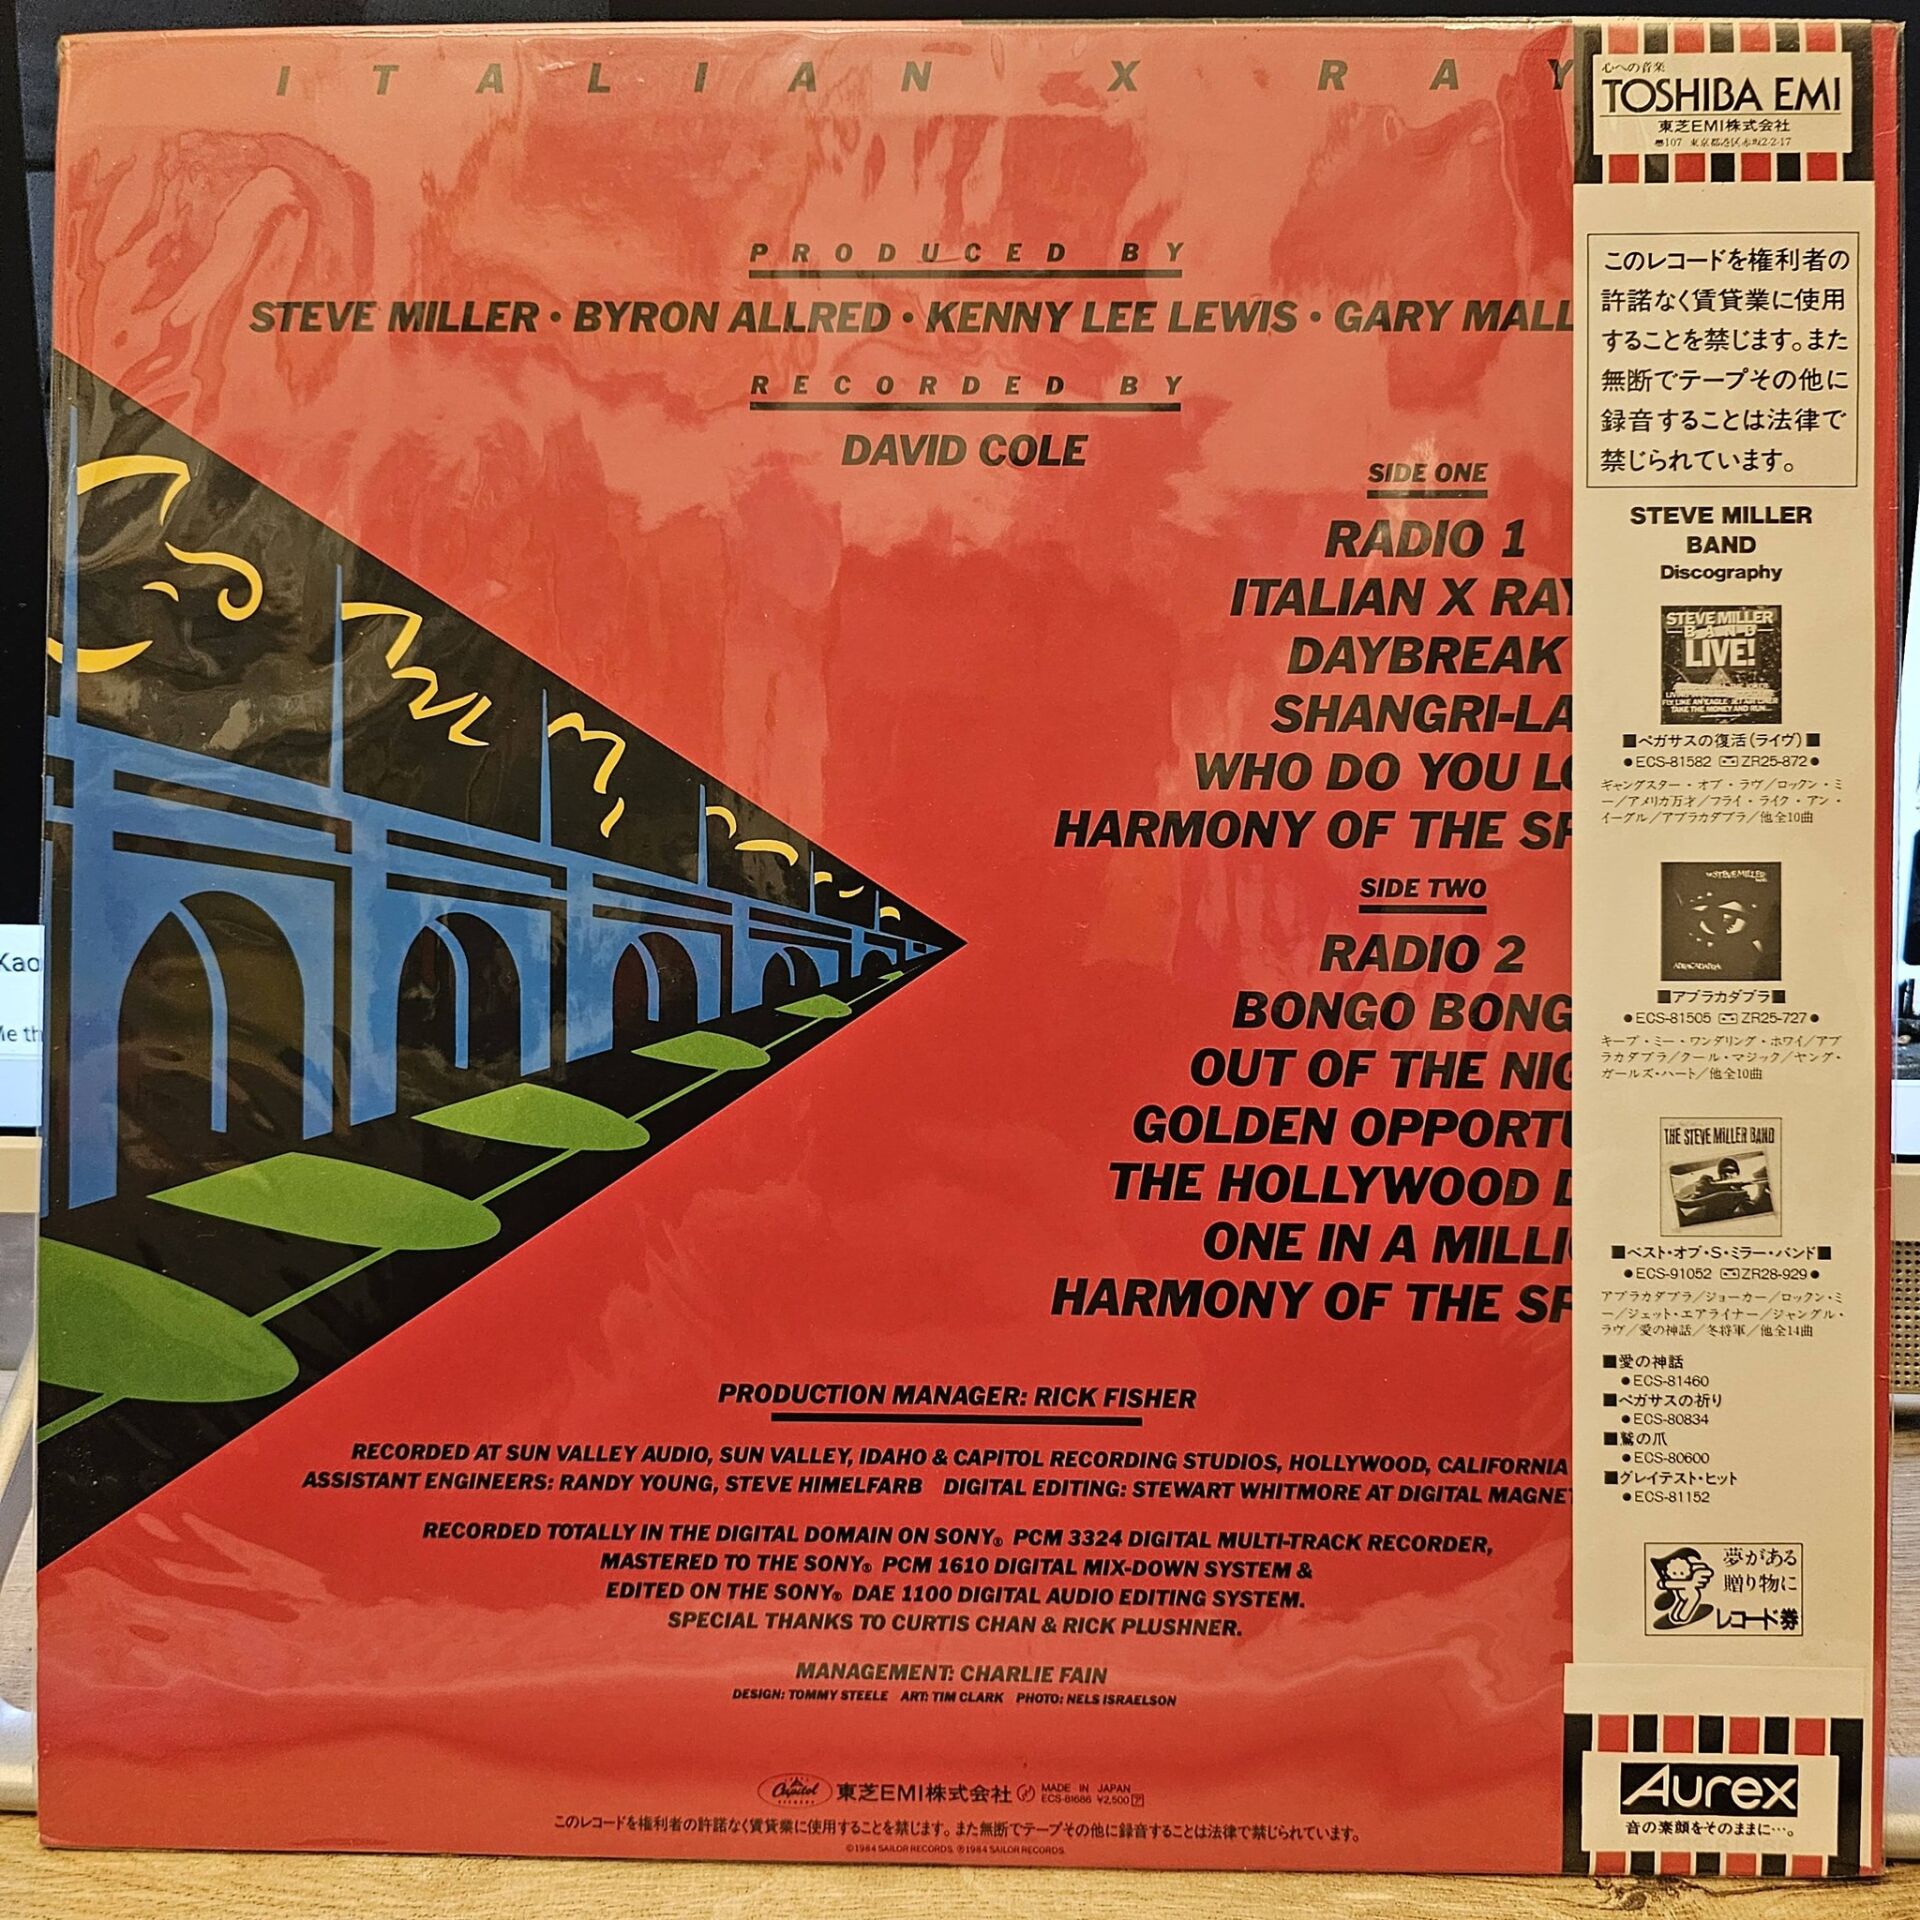 ITALIAN X RAY
PRODUCED BY
STEVE MILLER • BYRON ALLRED • KENNY LEE LEWIS • GARY MALL
RECORDED BY
DAVID COLE
SIDE ONE
RADIO 1
ITALIAN X RAY
DAYBREAK
SHANGRI-LA
WHO DO YOU LO
HARMONY OF THE SP
SIDE TWO
RADIO 2
BONGO BONG
OUT OF THE NIG
GOLDEN OPPORTU
THE HOLLYWOOD D
ONE IN A MILLI
HARMONY OF THE SP
PRODUCTION MANAGER: RICK FISHER
RECORDED AT SUN VALLEY AUDIO, SUN VALLEY, IDAHO & CAPITOL RECORDING STUDIOS, HOLLYWOOD, CALIFORNIA
ASSISTANT ENGINEERS: RANDY YOUNG, STEVE HIMELFARB DIGITAL EDITING: STEWART WHITMORE AT DIGITAL MAGNET
RECORDED TOTALLY IN THE DIGITAL DOMAIN ON SONY® PCM 3324 DIGITAL MULTI-TRACK RECORDER,
MASTERED TO THE SONY® PCM 1610 DIGITAL MIX-DOWN SYSTEM &
EDITED ON THE SONY® DAE 1100 DIGITAL AUDIO EDITING SYSTEM.
SPECIAL THANKS TO CURTIS CHAN & RICK PLUSHNER.
MANAGEMENT: CHARLIE FAIN
DESIGN: TOMMY STEELE ART: TIM CLARK PHOTO: NELS ISRAELSON
Capitol 東芝EMI株式会社 MADE IN JAPAN
ECS-81686 ¥2,500
このレコードを権利者の許諾なく賃貸業に使用することを禁じます。また無断でテープその他に録音することは法律で禁じられています。
©1984 SAILOR RECORDS ℗1984 SAILOR RECORDS
心への音楽
TOSHIBA EMI
東芝EMI株式会社
〒107 東京都港区赤坂2-2-17
このレコードを権利者の
許諾なく賃貸業に使用
することを禁じます。また
無断でテープその他に
録音することは法律で
禁じられています。
STEVE MILLER
BAND
Discography
STEVE MILLER
BAND
LIVE!
■ペガサスの復活(ライヴ)■
●ECS-81582 ZR25-872●
ギャングスター・オブ・ラヴ/ロックン・ミ
ー/アメリカ万才/フライ・ライク・アン・
イーグル/アブラカダブラ/他全10曲
ABRACADABRA
■アブラカダブラ■
●ECS-81505 ZR25-727●
キープ・ミー・ワンダリング・ホワイ/アブ
ラカダブラ/クール・マジック/ヤング・
ガールズ・ハート/他全10曲
THE STEVE MILLER BAND
■ベスト・オブ・S・ミラー・バンド■
●ECS-91052 ZR28-929●
アブラカダブラ/ジョーカー/ロックン・ミ
ー/ジェット・エアライナー/ジャングル・
ラヴ/愛の神話/冬将軍/他全14曲
■愛の神話
●ECS-81460
■ペガサスの祈り
●ECS-80834
■鷲の爪
●ECS-80600
■グレイテスト・ヒット
●ECS-81152
夢がある
贈り物に
レコード券
Aurex
音の素顔をそのままに…。
Kao
Me th